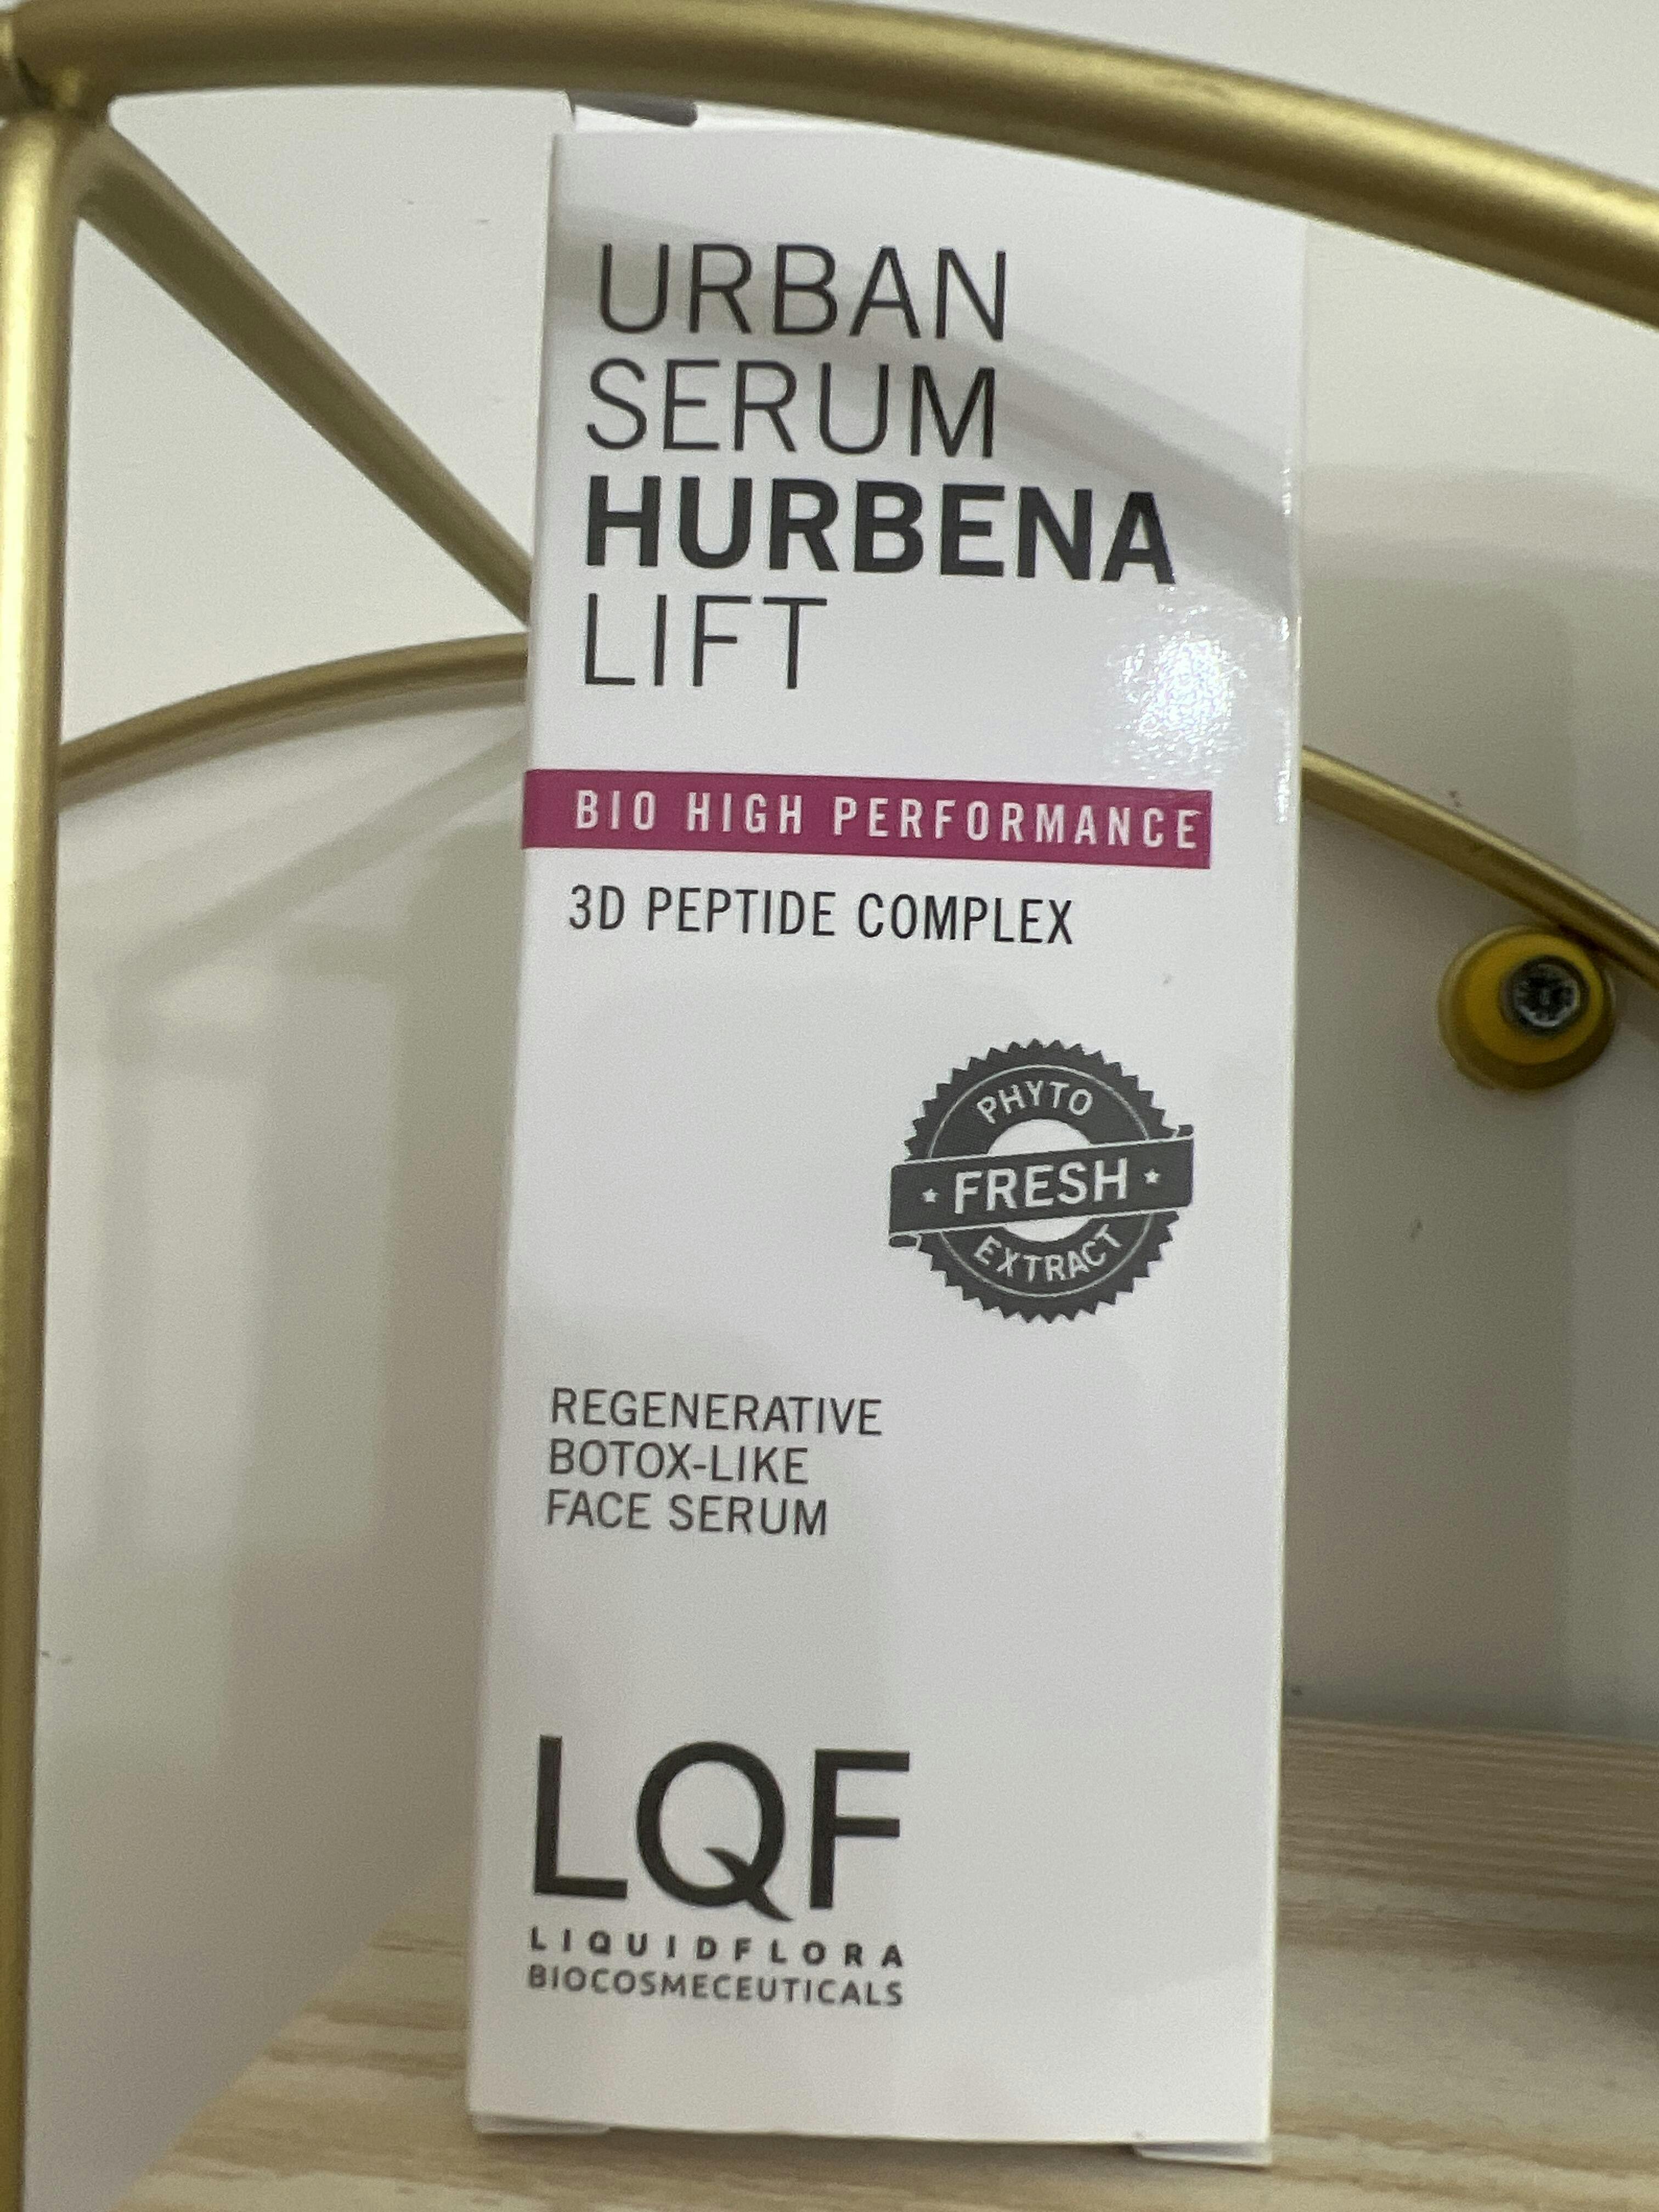 URBAN
SERUM
HURBENA
LIFT
BIO HIGH PERFORMANCE
3D PEPTIDE COMPLEX
PHYTO
FRESH
EXTRACT
REGENERATIVE
BOTOX-LIKE
FACE SERUM
LQF
LIQUIDFLORA
BIOCOSMECEUTICALS